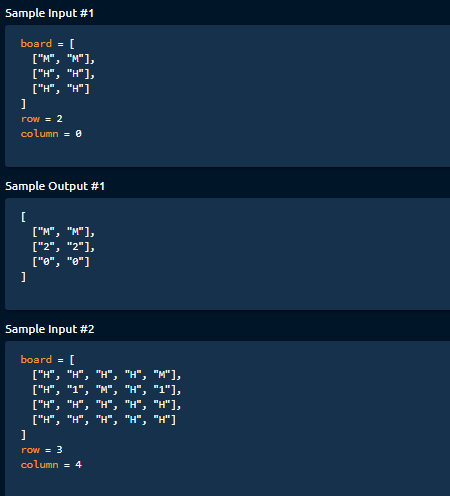 Sample Input #1
board = [
["M", "M"],
["H", "H"],
["H", "H"]
]
row = 2
column = 0
Sample Output #1
[
["M", "M"],
["2", "2"],
["0", "0"]
]
Sample Input #2
board = [
["H", "H", "H", "H", "M"],
["H", "1", "M", "H", "1"],
["H", "H", "H", "H", "H"],
["H", "H", "H", "H", "H"]
]
row = 3
column = 4